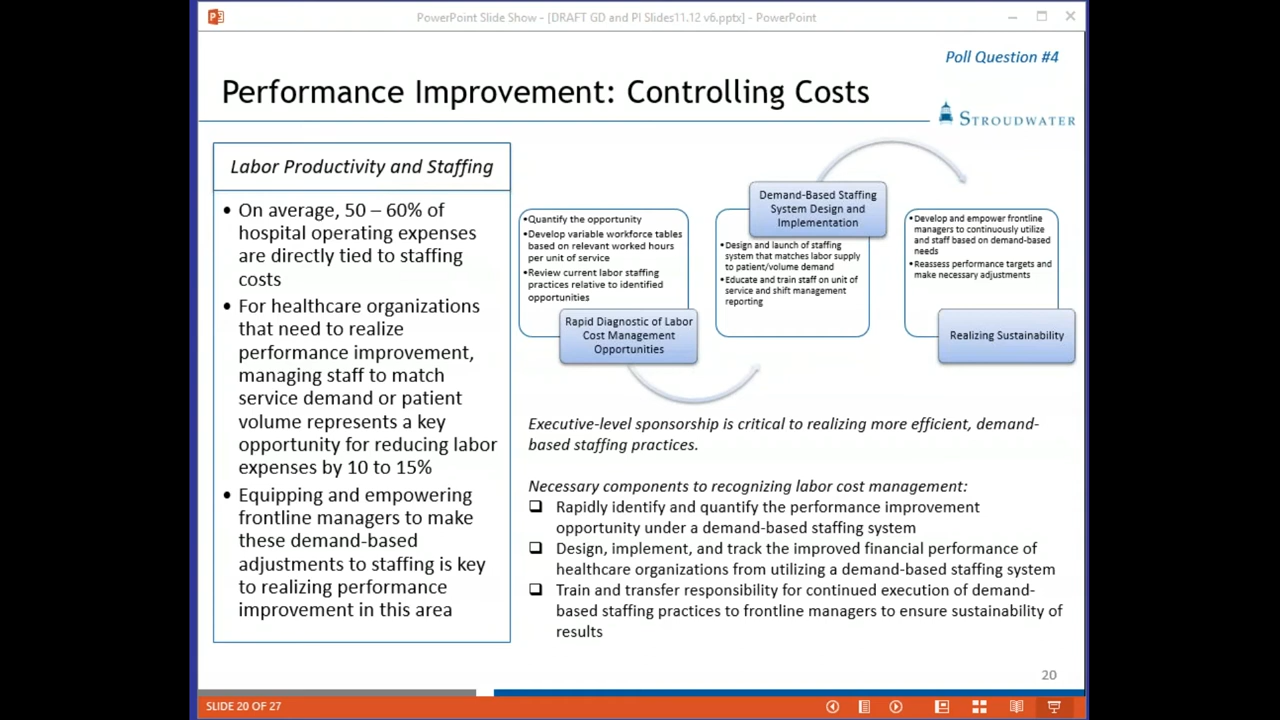 PowerPoint Slide Show - [DRAFT GD and PI Slides11.12 v6.pptx] - PowerPoint
Poll Question #4
Performance Improvement: Controlling Costs
STROUDWATER
Labor Productivity and Staffing
• On average, 50 – 60% of
hospital operating expenses
are directly tied to staffing
costs
• For healthcare organizations
that need to realize
performance improvement,
managing staff to match
service demand or patient
volume represents a key
opportunity for reducing labor
expenses by 10 to 15%
• Equipping and empowering
frontline managers to make
these demand-based
adjustments to staffing is key
to realizing performance
improvement in this area
•Quantify the opportunity
•Develop variable workforce tables
based on relevant worked hours
per unit of service
•Review current labor staffing
practices relative to identified
opportunities
Rapid Diagnostic of Labor
Cost Management
Opportunities
Demand-Based Staffing
System Design and
Implementation
•Design and launch of staffing
system that matches labor supply
to patient/volume demand
•Educate and train staff on unit of
service and shift management
reporting
•Develop and empower frontline
managers to continuously utilize
and staff based on demand-based
needs
•Reassess performance targets and
make necessary adjustments
Realizing Sustainability
Executive-level sponsorship is critical to realizing more efficient, demand-
based staffing practices.
Necessary components to recognizing labor cost management:
❑ Rapidly identify and quantify the performance improvement
opportunity under a demand-based staffing system
❑ Design, implement, and track the improved financial performance of
healthcare organizations from utilizing a demand-based staffing system
❑ Train and transfer responsibility for continued execution of demand-
based staffing practices to frontline managers to ensure sustainability of
results
20
SLIDE 20 OF 27